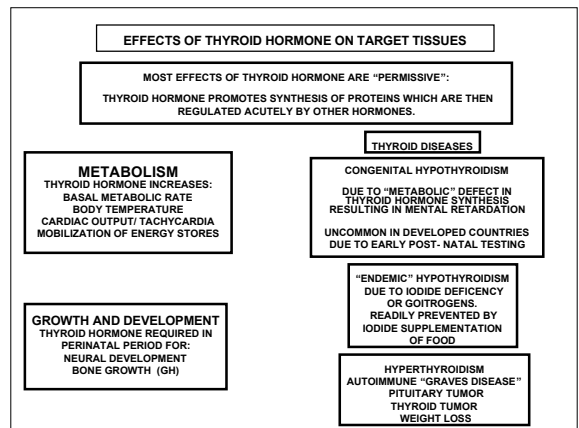 EFFECTS OF THYROID HORMONE ON TARGET TISSUES
MOST EFFECTS OF THYROID HORMONE ARE “PERMISSIVE”:
THYROID HORMONE PROMOTES SYNTHESIS OF PROTEINS WHICH ARE THEN
REGULATED ACUTELY BY OTHER HORMONES.
METABOLISM
THYROID HORMONE INCREASES:
BASAL METABOLIC RATE
BODY TEMPERATURE
CARDIAC OUTPUT/ TACHYCARDIA
MOBILIZATION OF ENERGY STORES
GROWTH AND DEVELOPMENT
THYROID HORMONE REQUIRED IN
PERINATAL PERIOD FOR:
NEURAL DEVELOPMENT
BONE GROWTH (GH)
THYROID DISEASES
CONGENITAL HYPOTHYROIDISM
DUE TO “METABOLIC” DEFECT IN
THYROID HORMONE SYNTHESIS
RESULTING IN MENTAL RETARDATION
UNCOMMON IN DEVELOPED COUNTRIES
DUE TO EARLY POST- NATAL TESTING
“ENDEMIC” HYPOTHYROIDISM
DUE TO IODIDE DEFICENCY
OR GOITROGENS.
READILY PREVENTED BY
IODIDE SUPPLEMENTATION
OF FOOD
HYPERTHYROIDISM
AUTOIMMUNE “GRAVES DISEASE”
PITUITARY TUMOR
THYROID TUMOR
WEIGHT LOSS